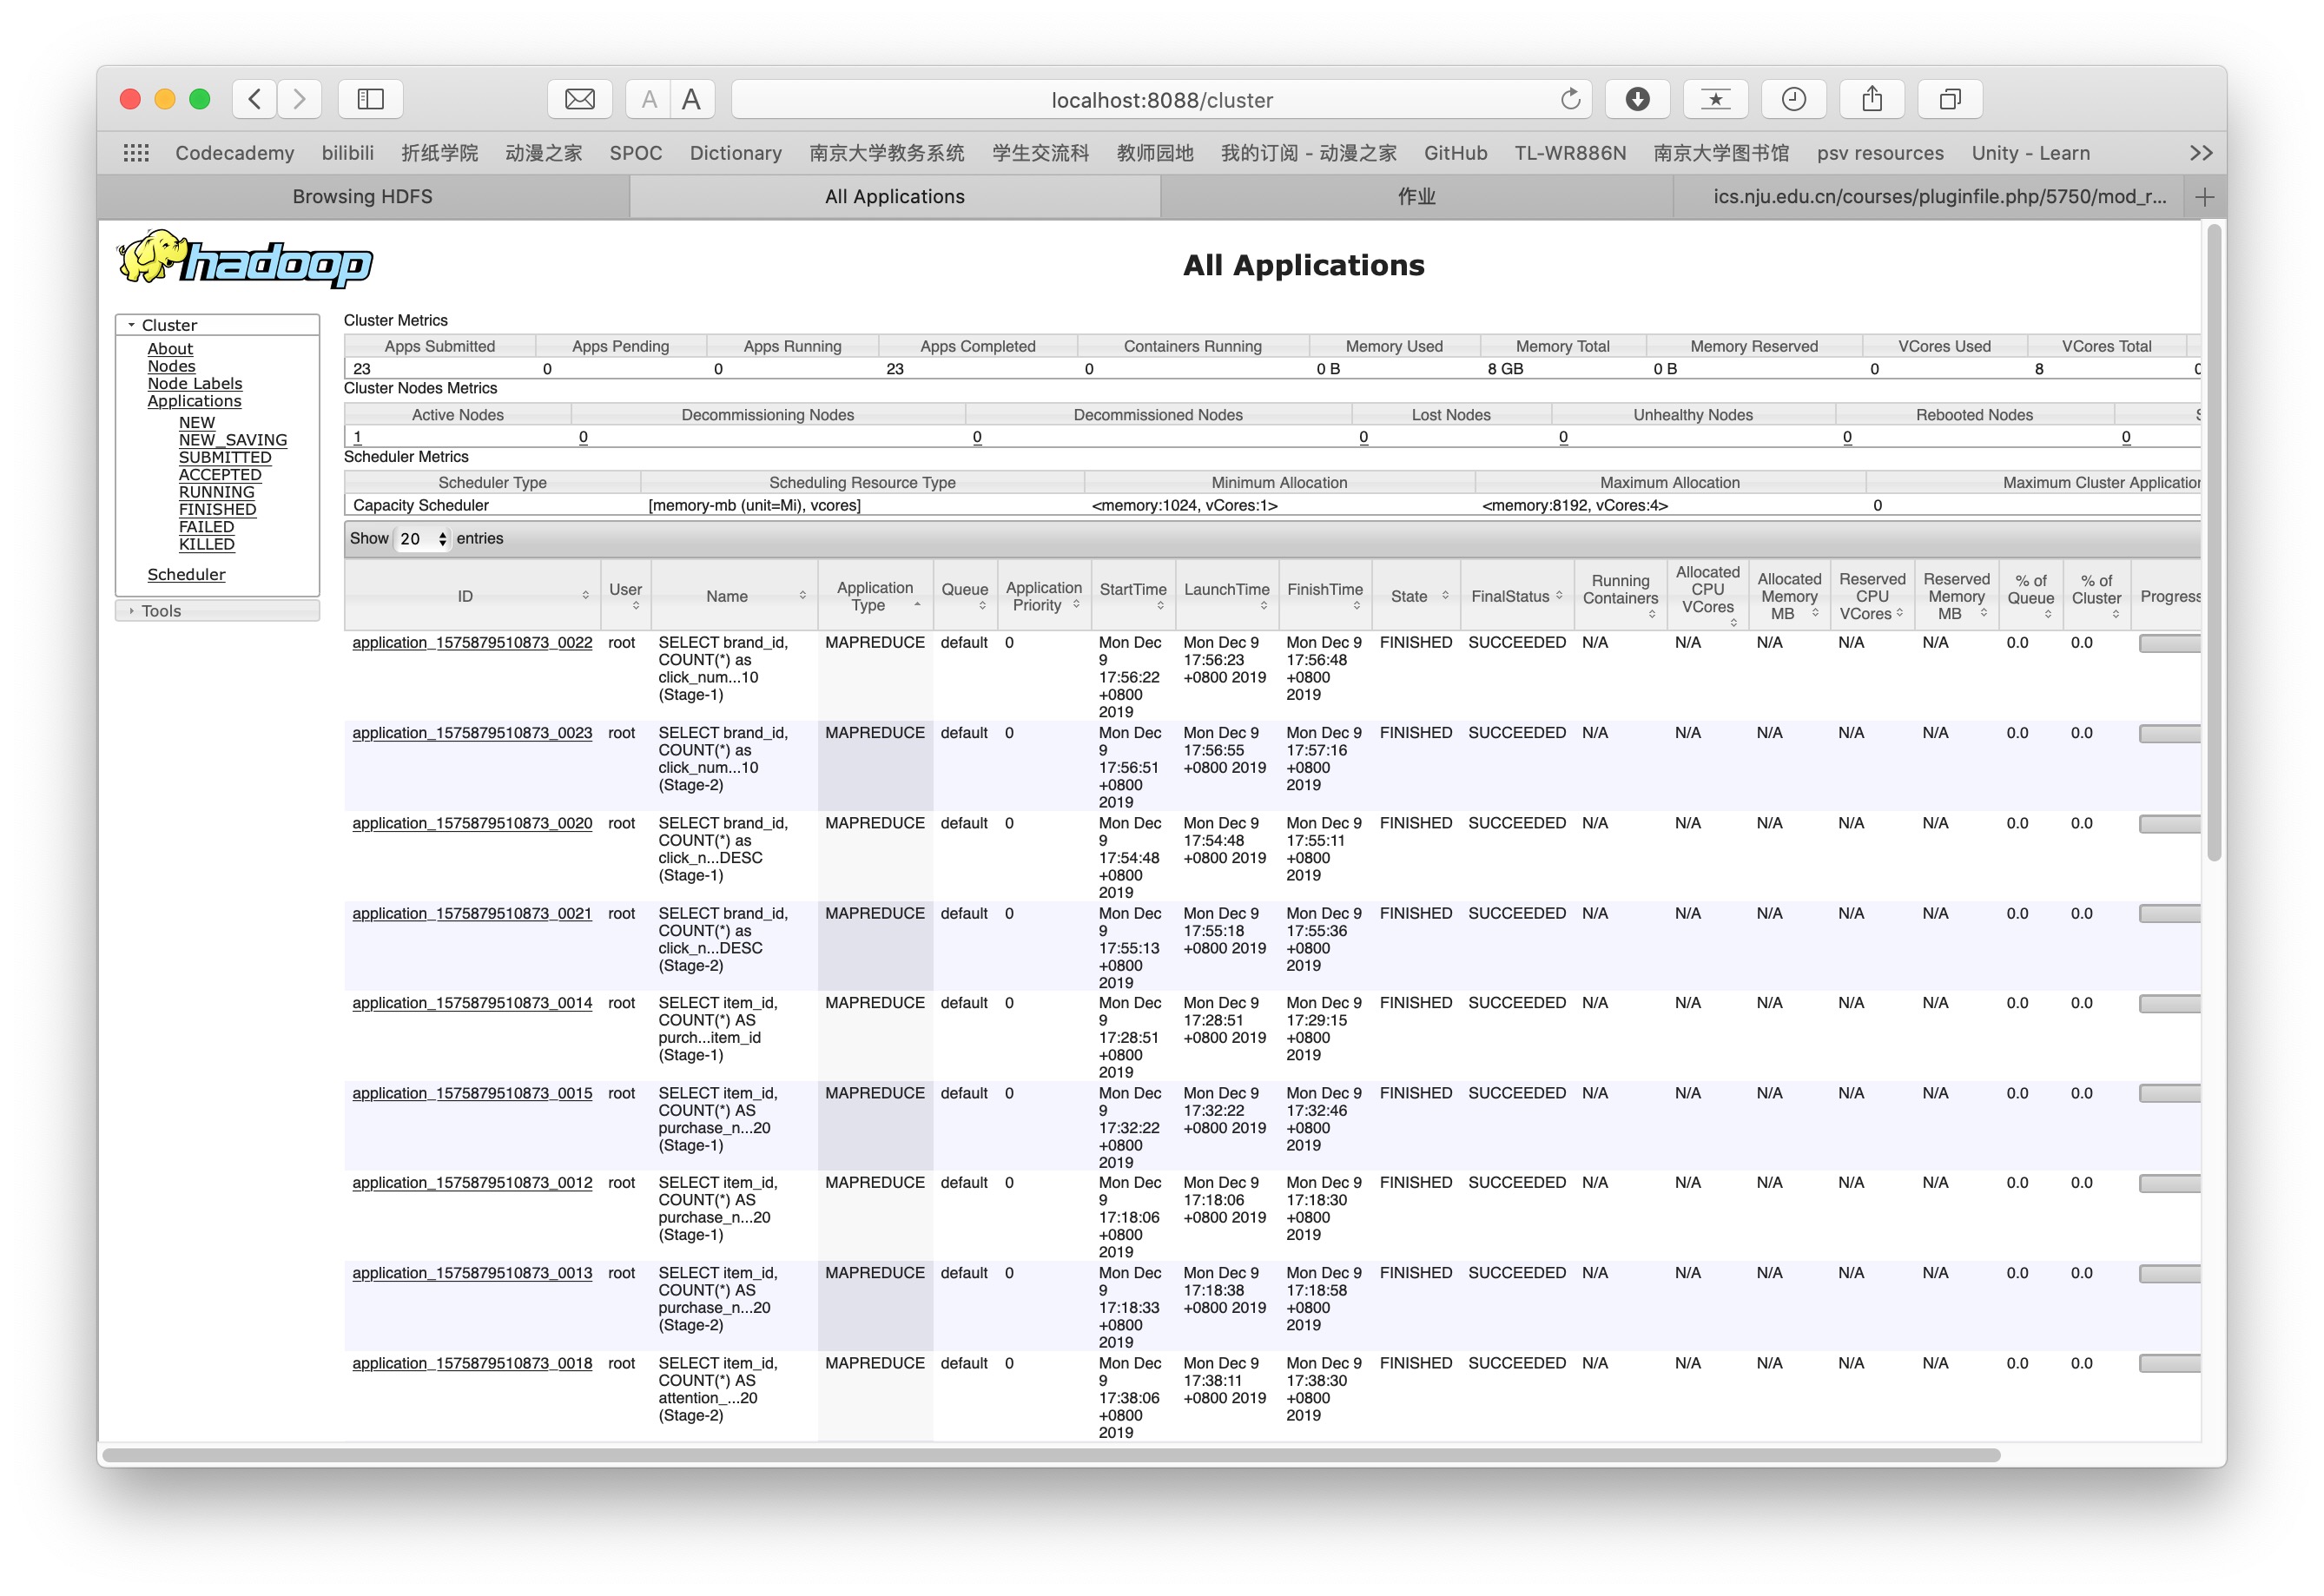 A A localhost:8088/cluster
Codecademy bilibili 折纸学院 动漫之家 SPOC Dictionary 南京大学教务系统 学生交流科 教师园地 我的订阅 - 动漫之家 GitHub TL-WR886N 南京大学图书馆 psv resources Unity - Learn
Browsing HDFS All Applications 作业 ics.nju.edu.cn/courses/pluginfile.php/5750/mod_r...
hadoop
All Applications
Cluster
About
Nodes
Node Labels
Applications
NEW
NEW_SAVING
SUBMITTED
ACCEPTED
RUNNING
FINISHED
FAILED
KILLED
Scheduler
Tools
Cluster Metrics
Apps Submitted Apps Pending Apps Running Apps Completed Containers Running Memory Used Memory Total Memory Reserved VCores Used VCores Total
23 0 0 23 0 0 B 8 GB 0 B 0 8 0
Cluster Nodes Metrics
Active Nodes Decommissioning Nodes Decommissioned Nodes Lost Nodes Unhealthy Nodes Rebooted Nodes S
1 0 0 0 0 0 0
Scheduler Metrics
Scheduler Type Scheduling Resource Type Minimum Allocation Maximum Allocation Maximum Cluster Application
Capacity Scheduler [memory-mb (unit=Mi), vcores] <memory:1024, vCores:1> <memory:8192, vCores:4> 0
Show 20 entries
ID User Name Application Type Queue Application Priority StartTime LaunchTime FinishTime State FinalStatus Running Containers Allocated CPU VCores Allocated Memory MB Reserved CPU VCores Reserved Memory MB % of Queue % of Cluster Progress
application_1575879510873_0022 root SELECT brand_id, COUNT(*) as click_num...10 (Stage-1) MAPREDUCE default 0 Mon Dec 9 17:56:22 +0800 2019 Mon Dec 9 17:56:23 +0800 2019 Mon Dec 9 17:56:48 +0800 2019 FINISHED SUCCEEDED N/A N/A N/A N/A N/A 0.0 0.0
application_1575879510873_0023 root SELECT brand_id, COUNT(*) as click_num...10 (Stage-2) MAPREDUCE default 0 Mon Dec 9 17:56:51 +0800 2019 Mon Dec 9 17:56:55 +0800 2019 Mon Dec 9 17:57:16 +0800 2019 FINISHED SUCCEEDED N/A N/A N/A N/A N/A 0.0 0.0
application_1575879510873_0020 root SELECT brand_id, COUNT(*) as click_n...DESC (Stage-1) MAPREDUCE default 0 Mon Dec 9 17:54:48 +0800 2019 Mon Dec 9 17:54:48 +0800 2019 Mon Dec 9 17:55:11 +0800 2019 FINISHED SUCCEEDED N/A N/A N/A N/A N/A 0.0 0.0
application_1575879510873_0021 root SELECT brand_id, COUNT(*) as click_n...DESC (Stage-2) MAPREDUCE default 0 Mon Dec 9 17:55:13 +0800 2019 Mon Dec 9 17:55:18 +0800 2019 Mon Dec 9 17:55:36 +0800 2019 FINISHED SUCCEEDED N/A N/A N/A N/A N/A 0.0 0.0
application_1575879510873_0014 root SELECT item_id, COUNT(*) AS purch...item_id (Stage-1) MAPREDUCE default 0 Mon Dec 9 17:28:51 +0800 2019 Mon Dec 9 17:28:51 +0800 2019 Mon Dec 9 17:29:15 +0800 2019 FINISHED SUCCEEDED N/A N/A N/A N/A N/A 0.0 0.0
application_1575879510873_0015 root SELECT item_id, COUNT(*) AS purchase_n...20 (Stage-1) MAPREDUCE default 0 Mon Dec 9 17:32:22 +0800 2019 Mon Dec 9 17:32:22 +0800 2019 Mon Dec 9 17:32:46 +0800 2019 FINISHED SUCCEEDED N/A N/A N/A N/A N/A 0.0 0.0
application_1575879510873_0012 root SELECT item_id, COUNT(*) AS purchase_n...20 (Stage-1) MAPREDUCE default 0 Mon Dec 9 17:18:06 +0800 2019 Mon Dec 9 17:18:06 +0800 2019 Mon Dec 9 17:18:30 +0800 2019 FINISHED SUCCEEDED N/A N/A N/A N/A N/A 0.0 0.0
application_1575879510873_0013 root SELECT item_id, COUNT(*) AS purchase_n...20 (Stage-2) MAPREDUCE default 0 Mon Dec 9 17:18:33 +0800 2019 Mon Dec 9 17:18:38 +0800 2019 Mon Dec 9 17:18:58 +0800 2019 FINISHED SUCCEEDED N/A N/A N/A N/A N/A 0.0 0.0
application_1575879510873_0018 root SELECT item_id, COUNT(*) AS attention_...20 (Stage-2) MAPREDUCE default 0 Mon Dec 9 17:38:06 +0800 2019 Mon Dec 9 17:38:11 +0800 2019 Mon Dec 9 17:38:30 +0800 2019 FINISHED SUCCEEDED N/A N/A N/A N/A N/A 0.0 0.0